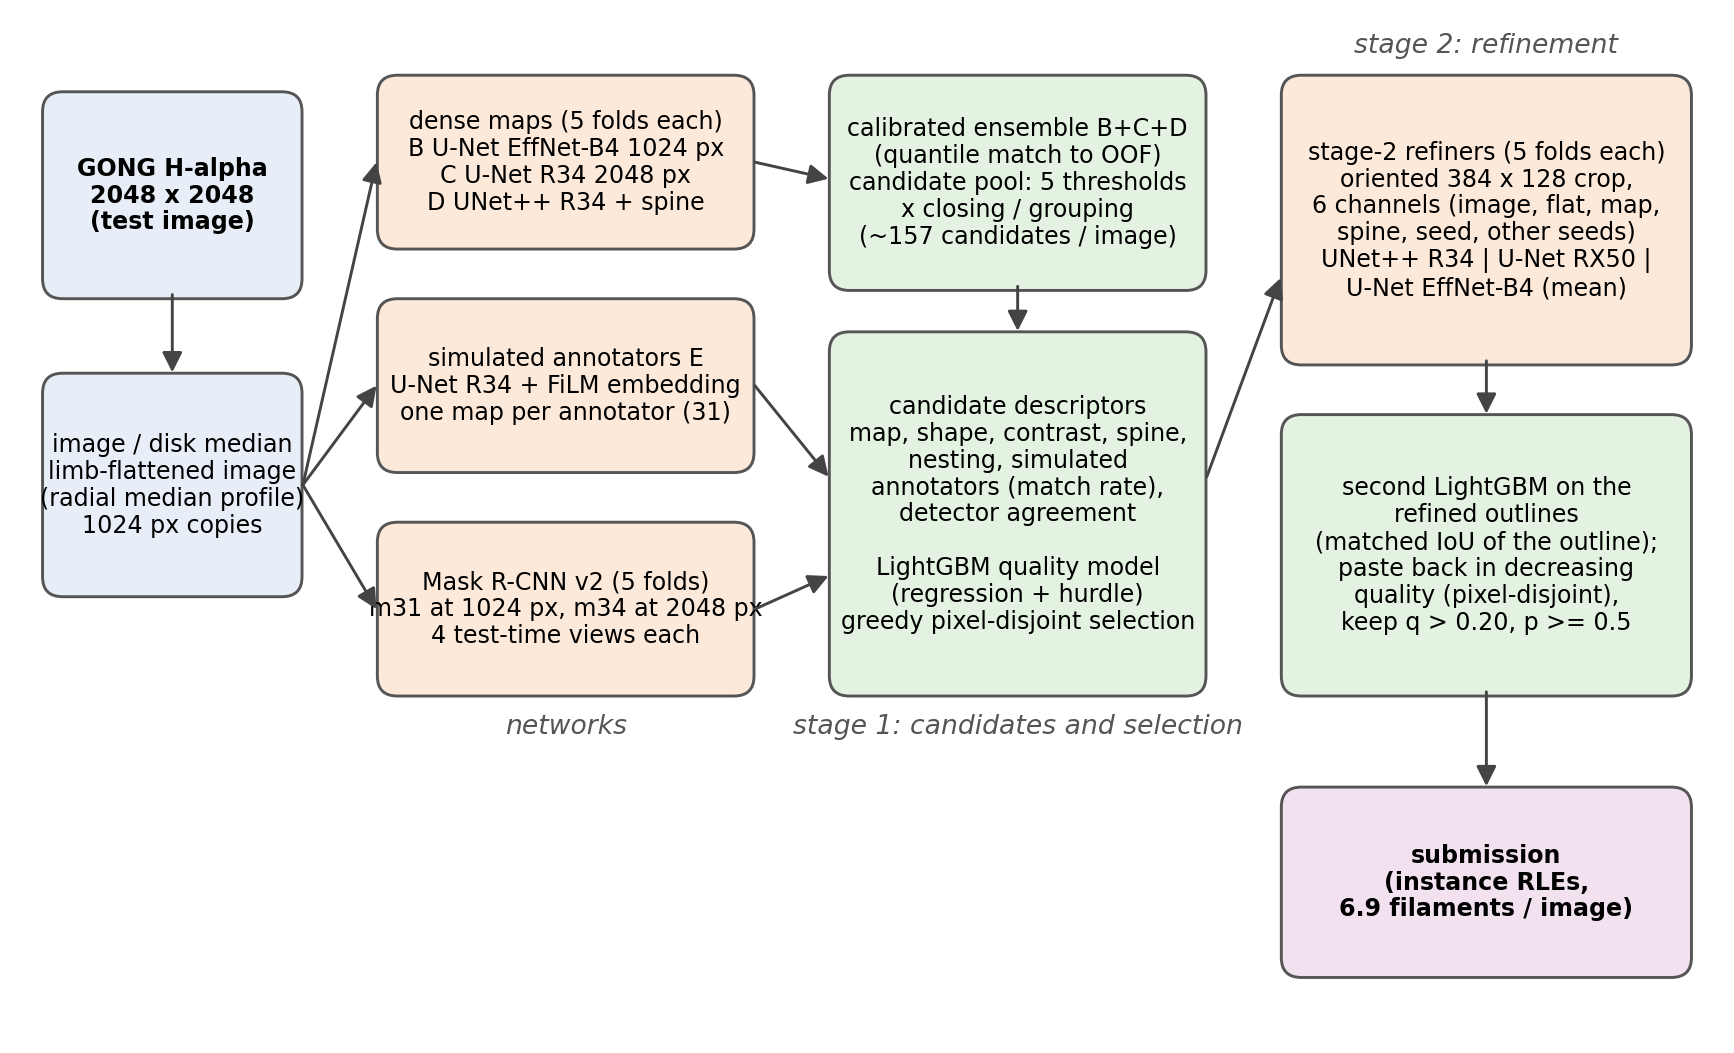 GONG H-alpha
2048 x 2048
(test image)
image / disk median
limb-flattened image
(radial median profile)
1024 px copies
dense maps (5 folds each)
B U-Net EffNet-B4 1024 px
C U-Net R34 2048 px
D UNet++ R34 + spine
simulated annotators E
U-Net R34 + FiLM embedding
one map per annotator (31)
Mask R-CNN v2 (5 folds)
m31 at 1024 px, m34 at 2048 px
4 test-time views each
networks
calibrated ensemble B+C+D
(quantile match to OOF)
candidate pool: 5 thresholds
x closing / grouping
(~157 candidates / image)
candidate descriptors
map, shape, contrast, spine,
nesting, simulated
annotators (match rate),
detector agreement
LightGBM quality model
(regression + hurdle)
greedy pixel-disjoint selection
stage 1: candidates and selection
stage 2: refinement
stage-2 refiners (5 folds each)
oriented 384 x 128 crop,
6 channels (image, flat, map,
spine, seed, other seeds)
UNet++ R34 | U-Net RX50 |
U-Net EffNet-B4 (mean)
second LightGBM on the
refined outlines
(matched IoU of the outline);
paste back in decreasing
quality (pixel-disjoint),
keep q > 0.20, p >= 0.5
submission
(instance RLEs,
6.9 filaments / image)